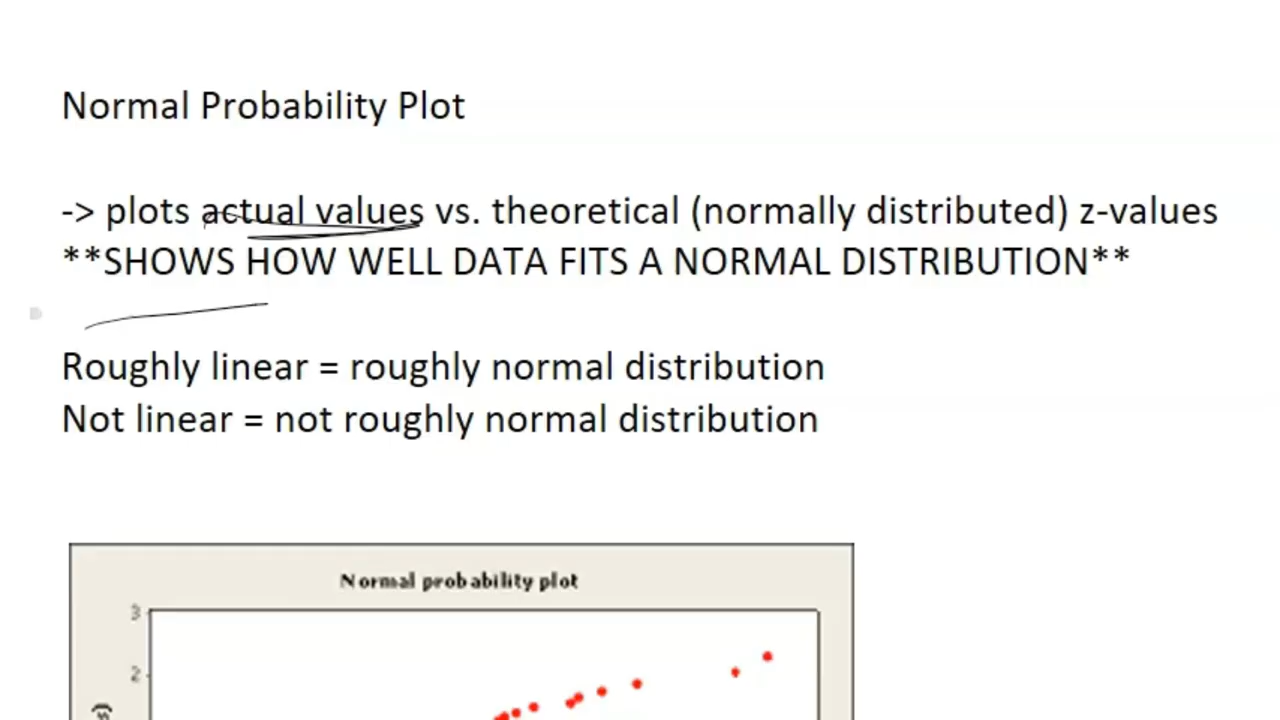 Normal Probability Plot
-> plots actual values vs. theoretical (normally distributed) z-values
**SHOWS HOW WELL DATA FITS A NORMAL DISTRIBUTION**
Roughly linear = roughly normal distribution
Not linear = not roughly normal distribution
Normal probability plot
3
2